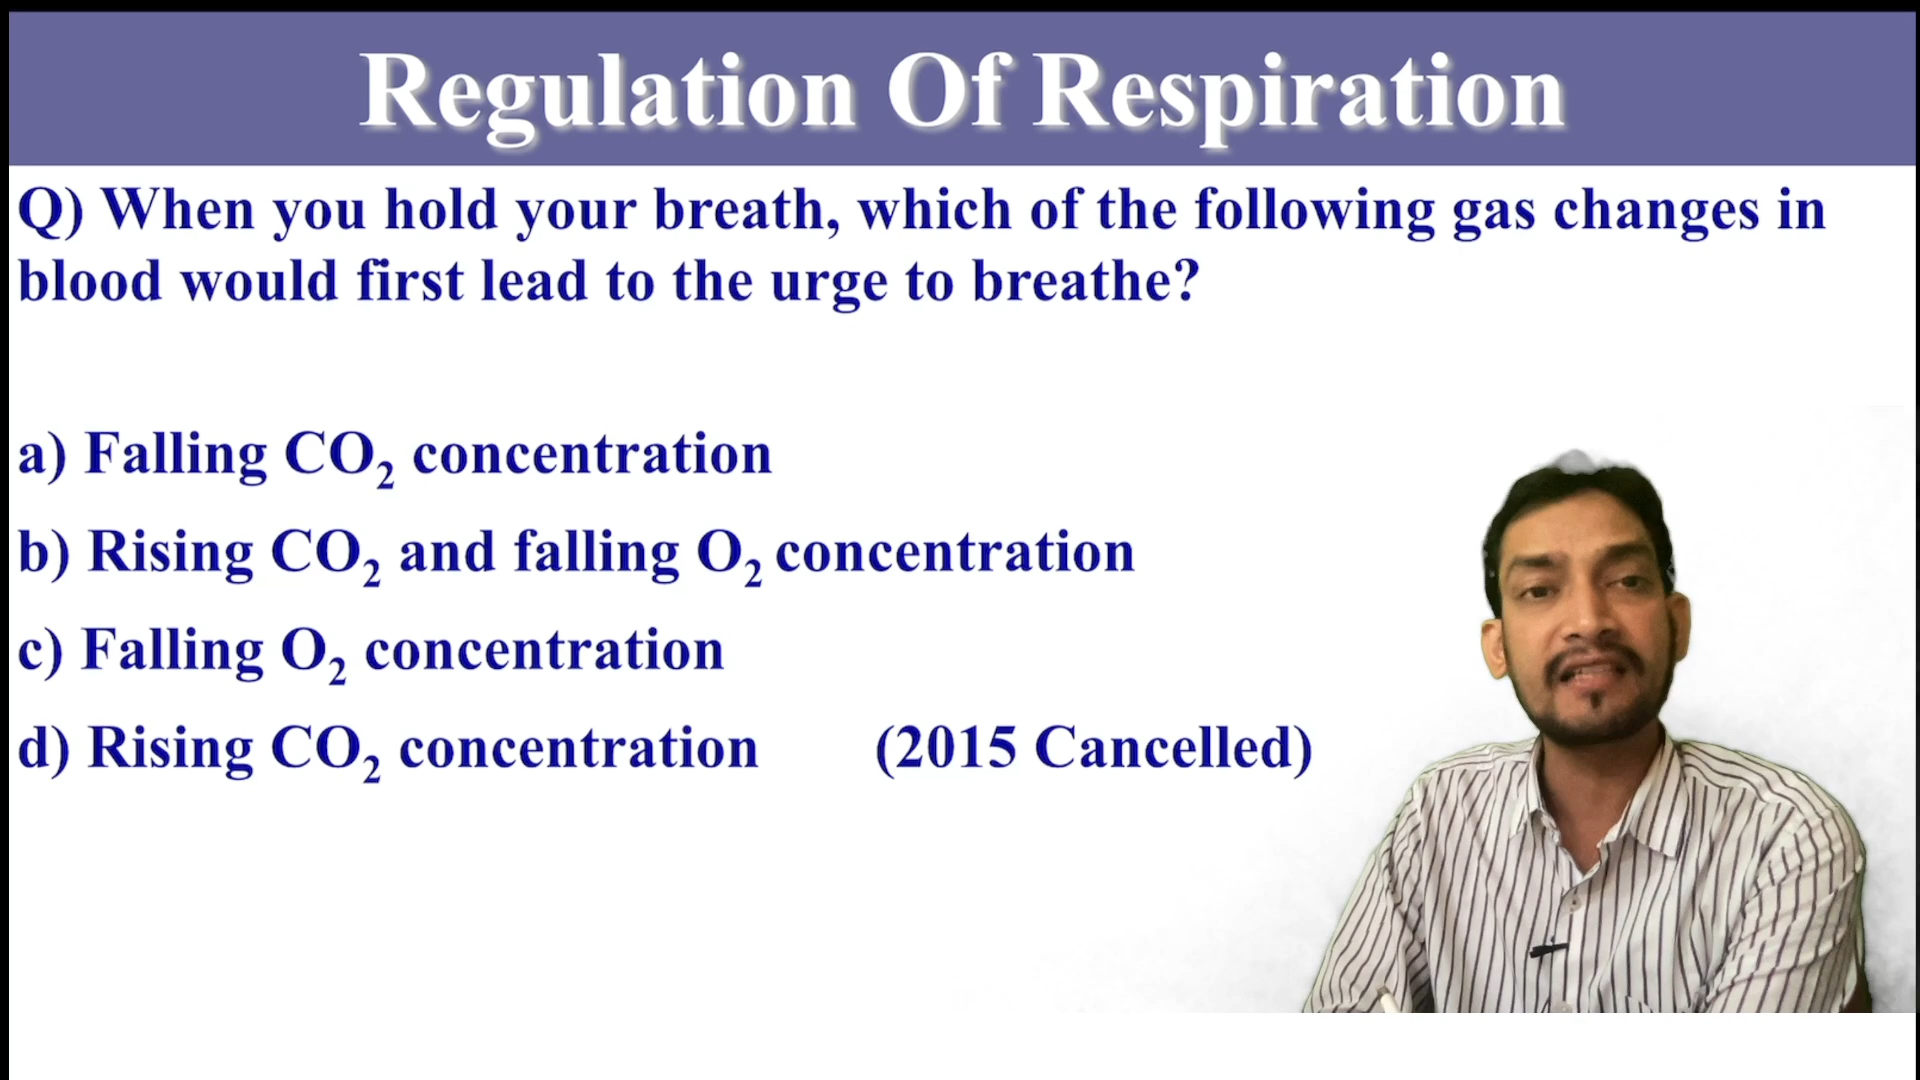 Regulation Of Respiration
Q) When you hold your breath, which of the following gas changes in
blood would first lead to the urge to breathe?
a) Falling CO₂ concentration
b) Rising CO₂ and falling O₂ concentration
c) Falling O₂ concentration
d) Rising CO₂ concentration (2015 Cancelled)